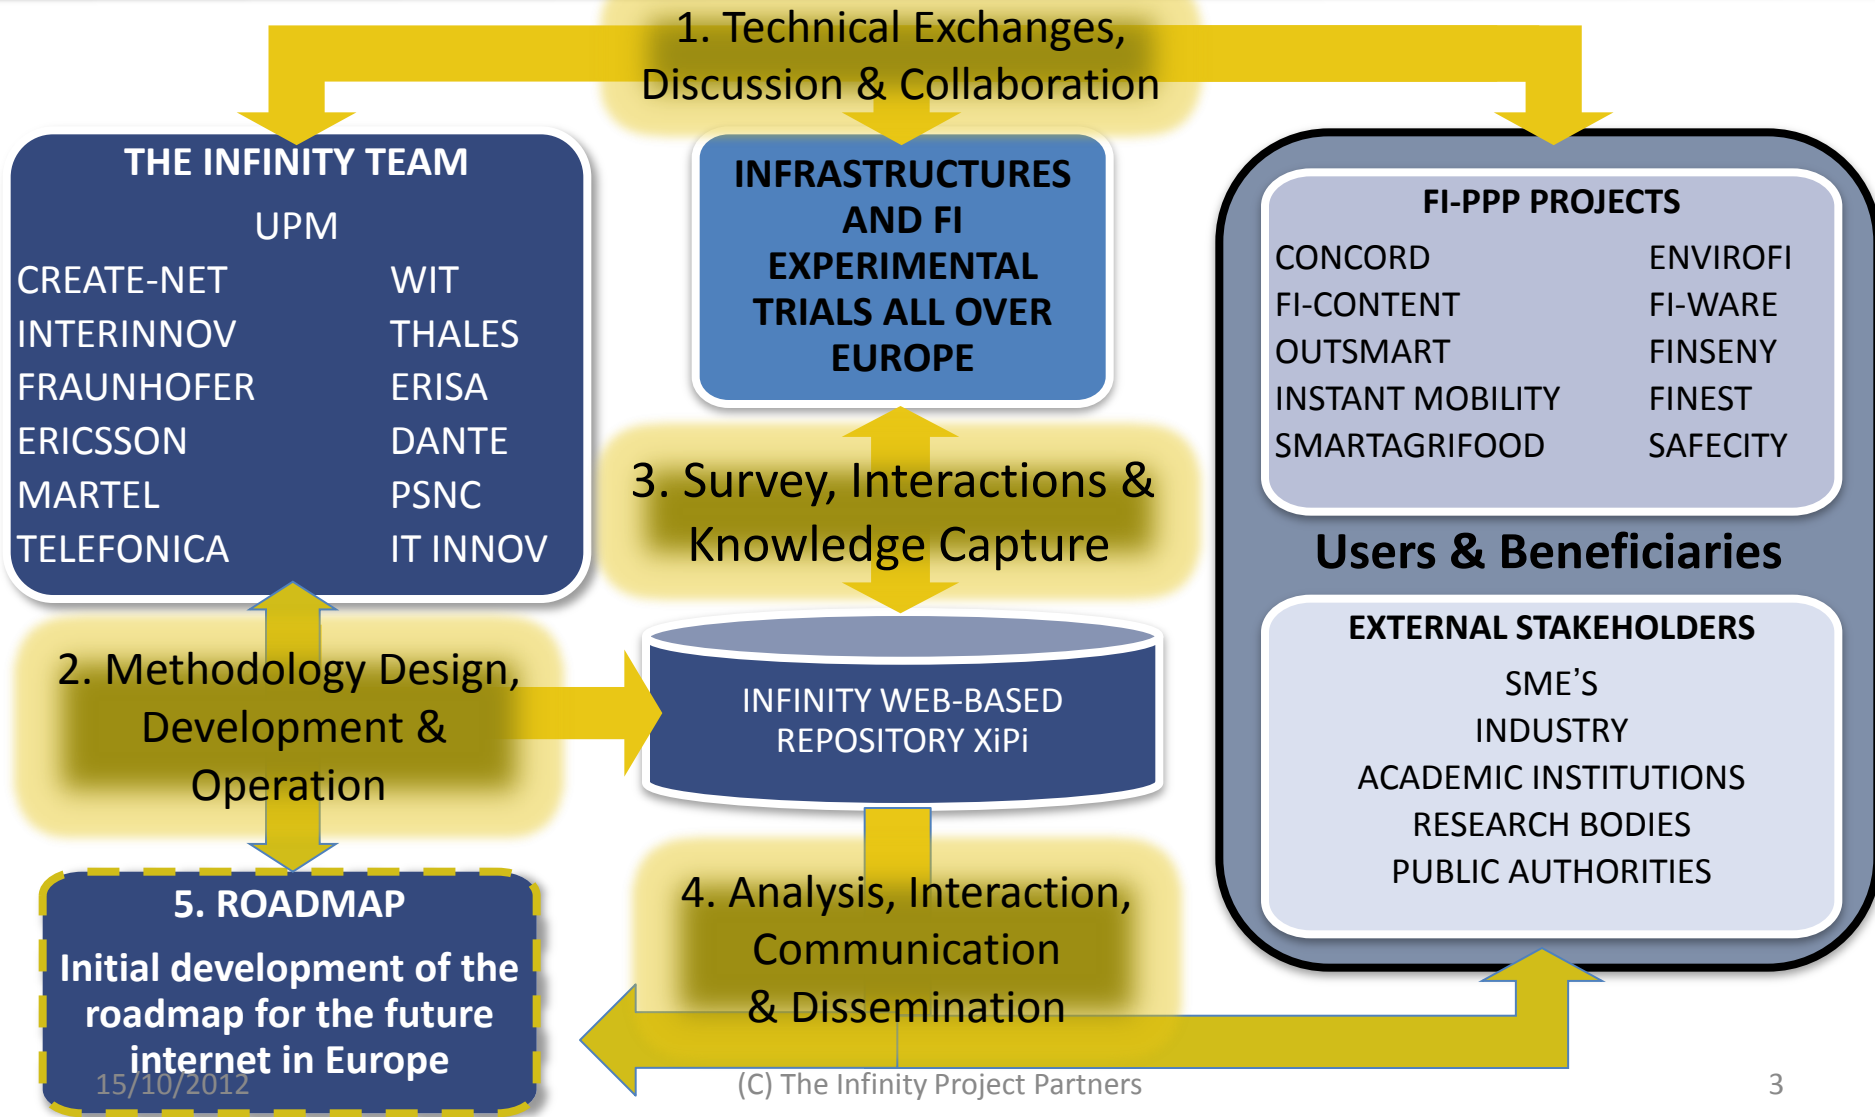 1. Technical Exchanges,
Discussion & Collaboration
THE INFINITY TEAM
UPM
CREATE-NET WIT
INTERINNOV THALES
FRAUNHOFER ERISA
ERICSSON DANTE
MARTEL PSNC
TELEFONICA IT INNOV
INFRASTRUCTURES
AND FI
EXPERIMENTAL
TRIALS ALL OVER
EUROPE
FI-PPP PROJECTS
CONCORD ENVIROFI
FI-CONTENT FI-WARE
OUTSMART FINSENY
INSTANT MOBILITY FINEST
SMARTAGRIFOOD SAFECITY
Users & Beneficiaries
EXTERNAL STAKEHOLDERS
SME’S
INDUSTRY
ACADEMIC INSTITUTIONS
RESEARCH BODIES
PUBLIC AUTHORITIES
3. Survey, Interactions &
Knowledge Capture
2. Methodology Design,
Development &
Operation
INFINITY WEB-BASED
REPOSITORY XiPi
4. Analysis, Interaction,
Communication
& Dissemination
5. ROADMAP
Initial development of the
roadmap for the future
internet in Europe
15/10/2012
(C) The Infinity Project Partners
3